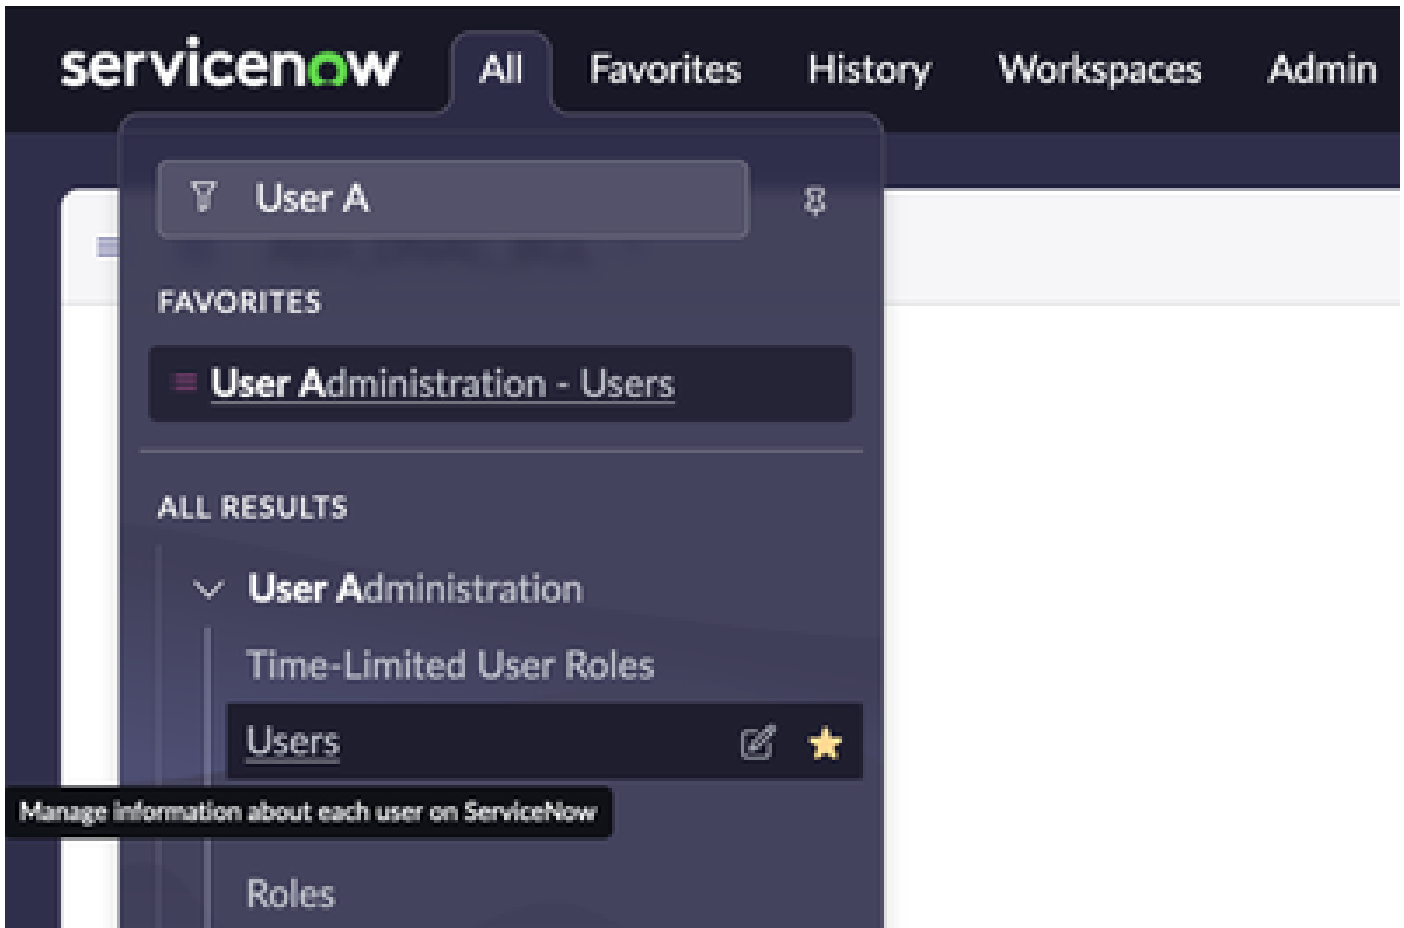 servicenow All Favorites History Workspaces Admin
User A
FAVORITES
User Administration - Users
ALL RESULTS
User Administration
Time-Limited User Roles
Users
Manage information about each user on ServiceNow
Roles